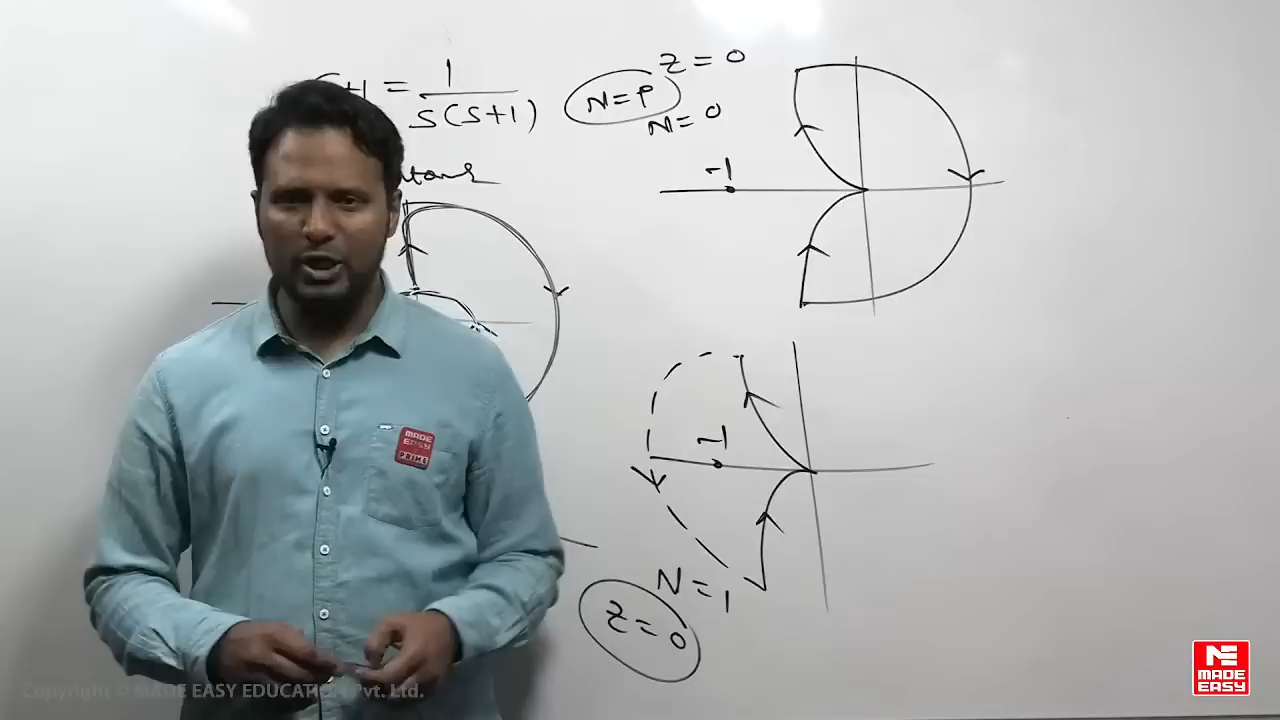 = 1 / s(s+1)
N = P
Z = 0
N = 0
-1
-1
N = 1
Z = 0
MADE
EASY
PRIME
Copyright © MADE EASY EDUCATION Pvt. Ltd.
ME
MADE
EASY